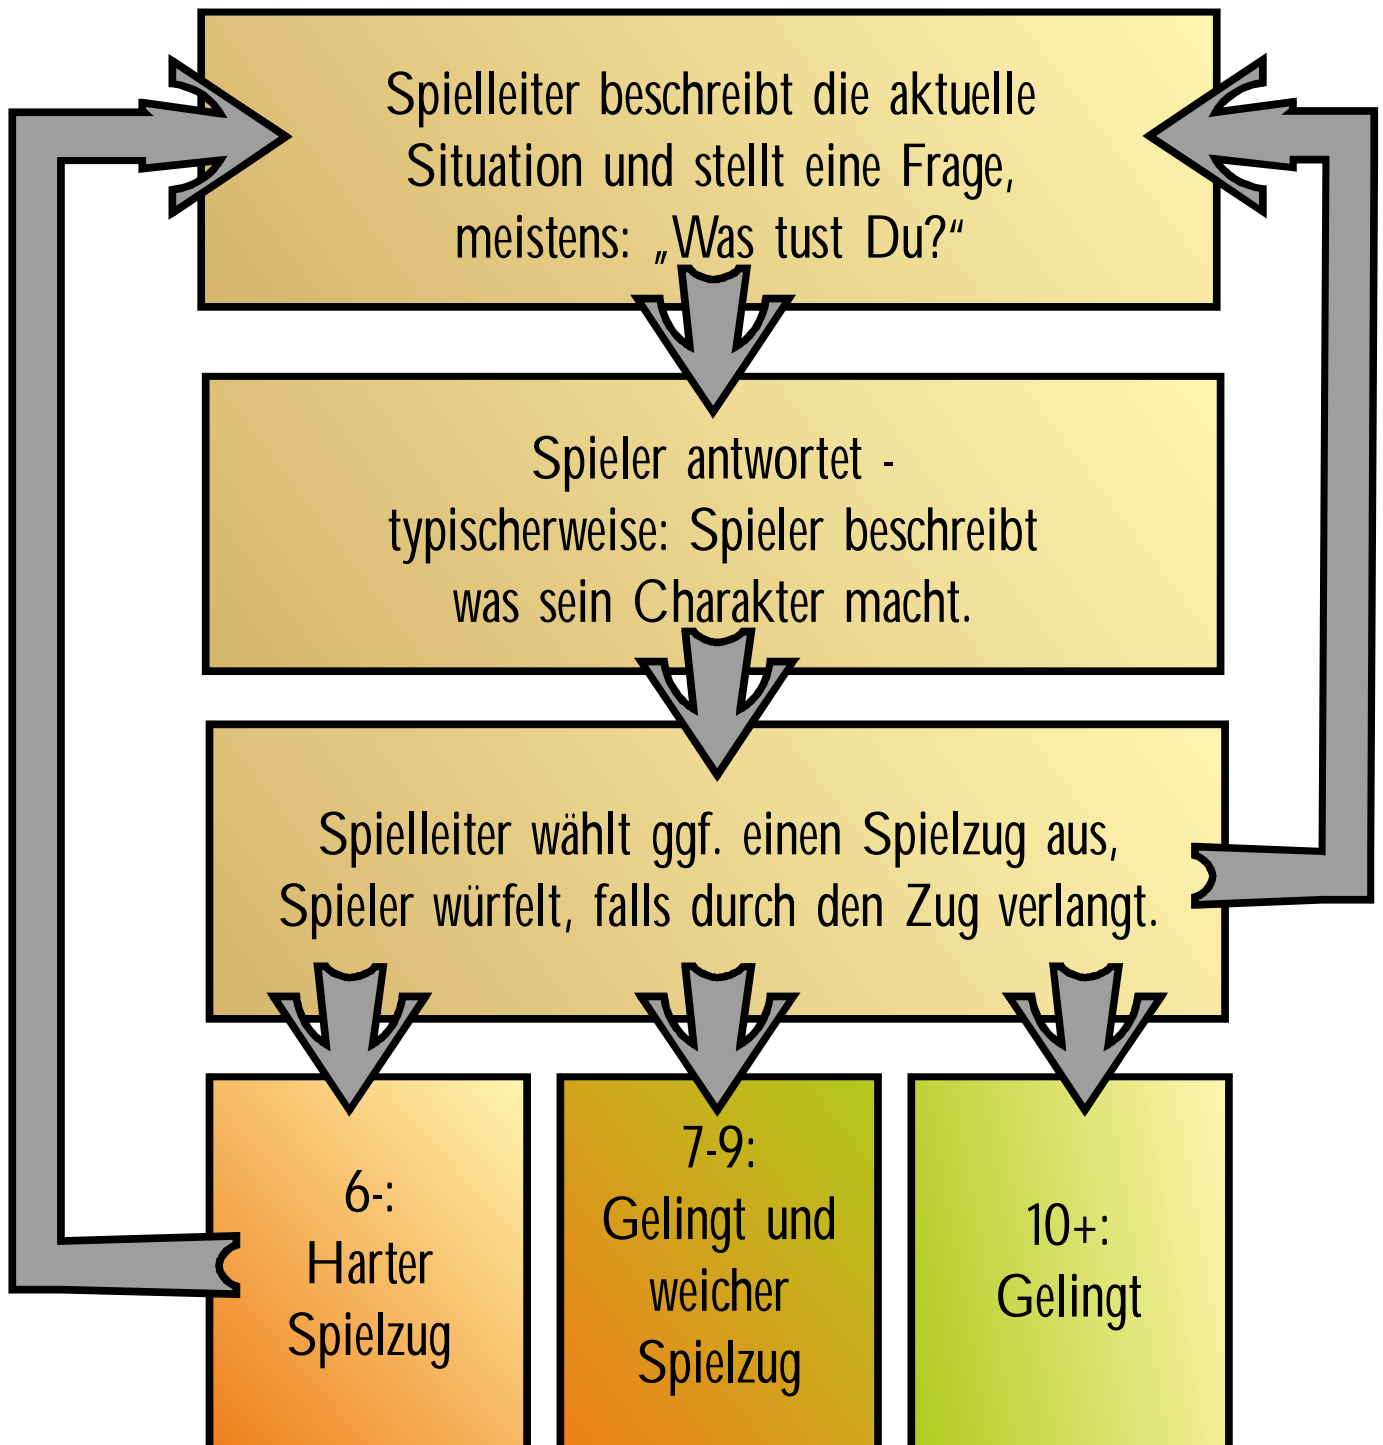 Spielleiter beschreibt die aktuelle
Situation und stellt eine Frage,
meistens: „Was tust Du?“
Spieler antwortet -
typischerweise: Spieler beschreibt
was sein Charakter macht.
Spielleiter wählt ggf. einen Spielzug aus,
Spieler würfelt, falls durch den Zug verlangt.
6-:
Harter
Spielzug
7-9:
Gelingt und
weicher
Spielzug
10+:
Gelingt